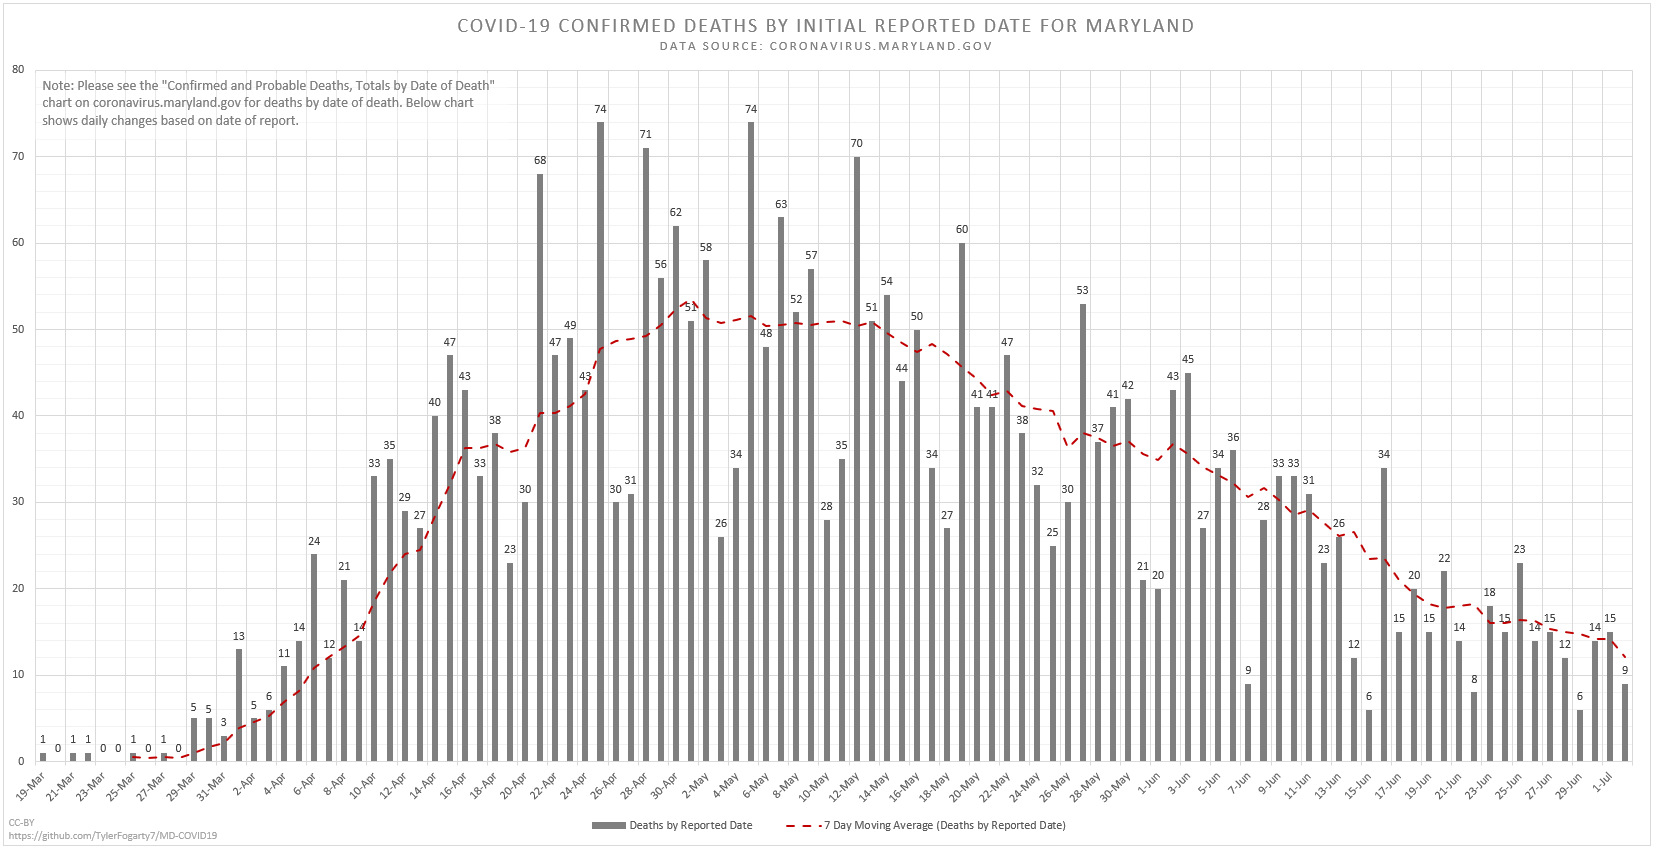 COVID-19 CONFIRMED DEATHS BY INITIAL REPORTED DATE FOR MARYLAND
DATA SOURCE: CORONAVIRUS.MARYLAND.GOV
Note: Please see the "Confirmed and Probable Deaths, Totals by Date of Death"
chart on coronavirus.maryland.gov for deaths by date of death. Below chart
shows daily changes based on date of report.
80
70
60
50
40
30
20
10
0
1 0 1 1 0 0 1 0 1 0 5 5 3 13 5 6 11 14 24 12 21 14 33 35 29 27 40 47 43 33 38 23 30 68 47 49 43 74 30 31 71 56 62 51 58 26 34 74 48 63 52 57 28 35 70 51 54 44 50 34 27 60 41 41 47 38 32 25 30 53 37 41 42 21 20 43 45 27 34 36 9 28 33 33 31 23 26 12 6 34 15 20 15 22 14 8 18 15 23 14 15 12 6 14 15 9
19-Mar 21-Mar 23-Mar 25-Mar 27-Mar 29-Mar 31-Mar 2-Apr 4-Apr 6-Apr 8-Apr 10-Apr 12-Apr 14-Apr 16-Apr 18-Apr 20-Apr 22-Apr 24-Apr 26-Apr 28-Apr 30-Apr 2-May 4-May 6-May 8-May 10-May 12-May 14-May 16-May 18-May 20-May 22-May 24-May 26-May 28-May 30-May 1-Jun 3-Jun 5-Jun 7-Jun 9-Jun 11-Jun 13-Jun 15-Jun 17-Jun 19-Jun 21-Jun 23-Jun 25-Jun 27-Jun 29-Jun 1-Jul
CC-BY
https://github.com/TylerFogarty7/MD-COVID19
Deaths by Reported Date
7 Day Moving Average (Deaths by Reported Date)